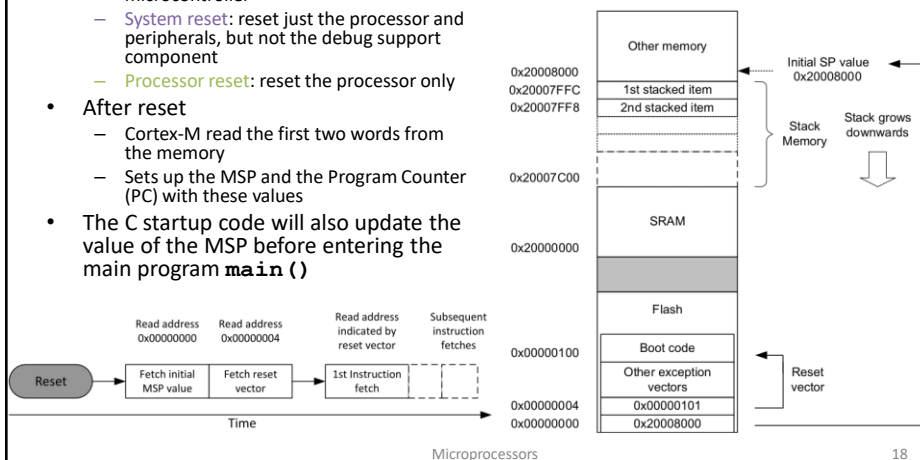 – System reset: reset just the processor and
peripherals, but not the debug support
component
– Processor reset: reset the processor only
• After reset
– Cortex-M read the first two words from
the memory
– Sets up the MSP and the Program Counter
(PC) with these values
• The C startup code will also update the
value of the MSP before entering the
main program main()
Read address
0x00000000
Read address
0x00000004
Read address
indicated by
reset vector
Subsequent
instruction
fetches
Reset
Fetch initial
MSP value
Fetch reset
vector
1st Instruction
fetch
Time
Other memory
Initial SP value
0x20008000
0x20008000
0x20007FFC
1st stacked item
0x20007FF8
2nd stacked item
Stack
Memory
Stack grows
downwards
0x20007C00
SRAM
0x20000000
Flash
0x00000100
Boot code
Other exception
vectors
Reset
vector
0x00000004
0x00000101
0x00000000
0x20008000
Microprocessors
18